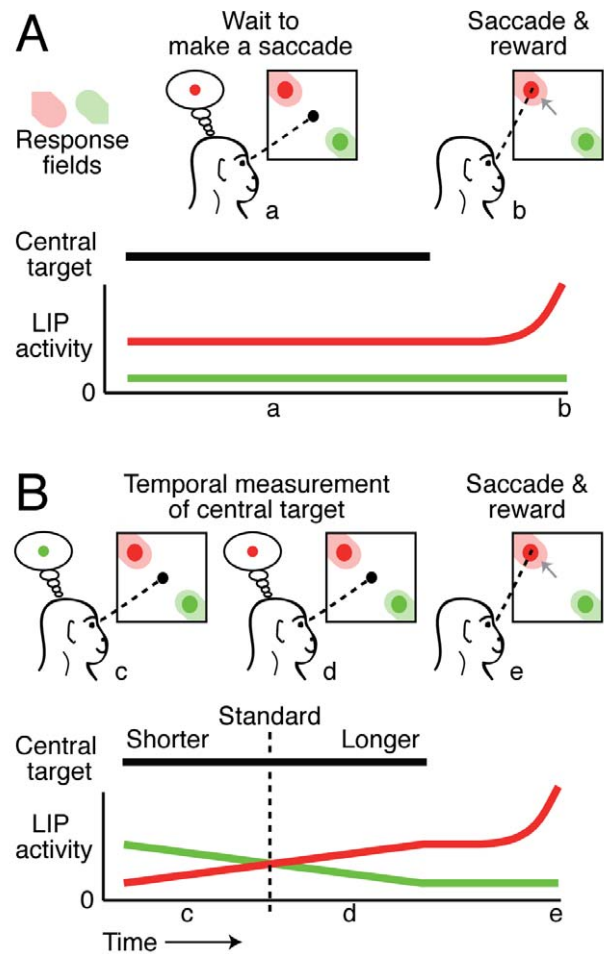 A
Wait to
make a saccade
Saccade &
reward
Response
fields
a
b
Central
target
LIP
activity
0
a
b
B
Temporal measurement
of central target
Saccade &
reward
c
d
e
Standard
Central
target
Shorter
Longer
LIP
activity
0
c
d
e
Time